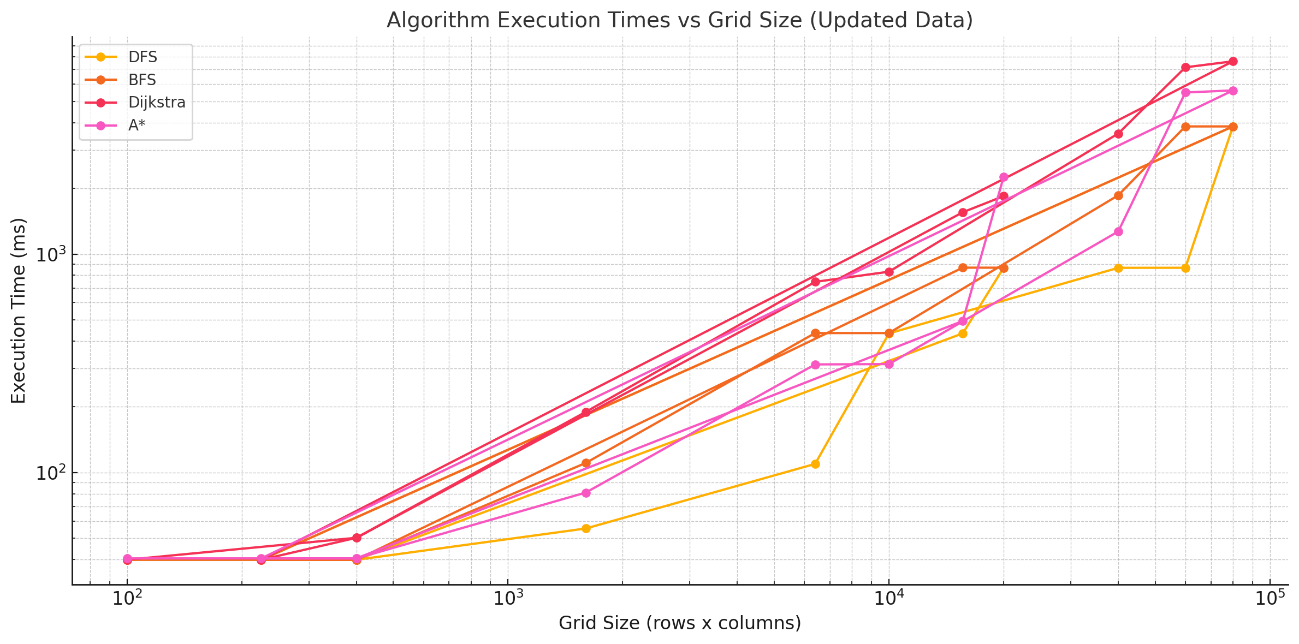 Algorithm Execution Times vs Grid Size (Updated Data)
DFS
BFS
Dijkstra
A*
Execution Time (ms)
10³
10²
10² 10³ 10⁴ 10⁵
Grid Size (rows x columns)